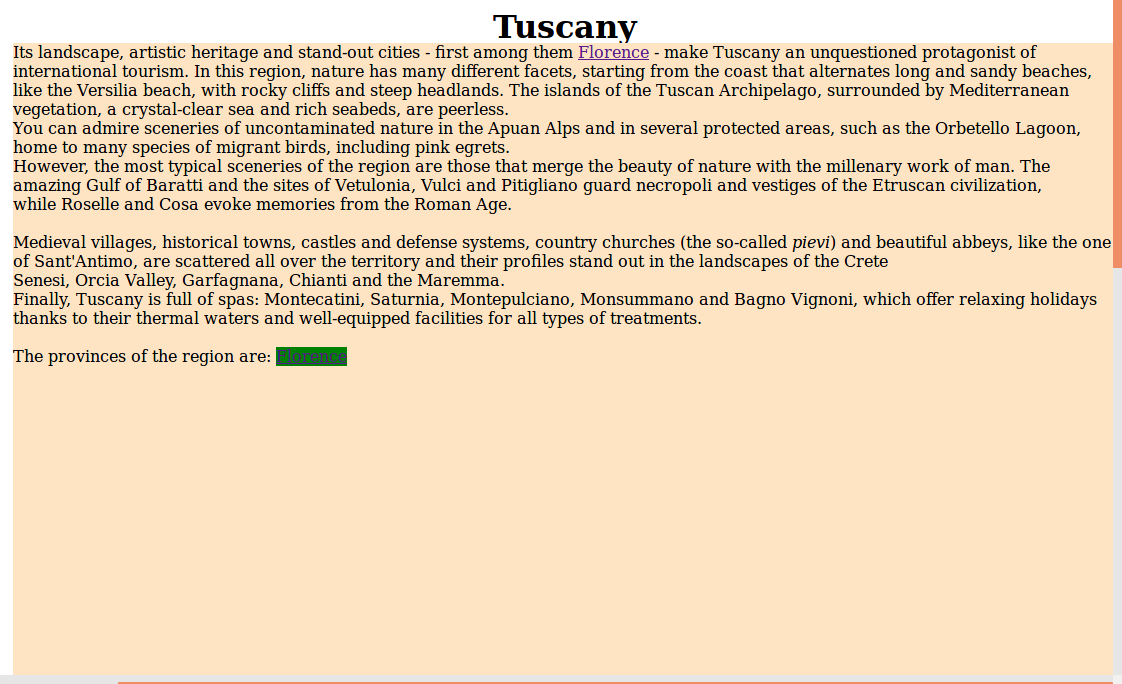 Tuscany
Its landscape, artistic heritage and stand-out cities - first among them Florence - make Tuscany an unquestioned protagonist of
international tourism. In this region, nature has many different facets, starting from the coast that alternates long and sandy beaches,
like the Versilia beach, with rocky cliffs and steep headlands. The islands of the Tuscan Archipelago, surrounded by Mediterranean
vegetation, a crystal-clear sea and rich seabeds, are peerless.
You can admire sceneries of uncontaminated nature in the Apuan Alps and in several protected areas, such as the Orbetello Lagoon,
home to many species of migrant birds, including pink egrets.
However, the most typical sceneries of the region are those that merge the beauty of nature with the millenary work of man. The
amazing Gulf of Baratti and the sites of Vetulonia, Vulci and Pitigliano guard necropoli and vestiges of the Etruscan civilization,
while Roselle and Cosa evoke memories from the Roman Age.
Medieval villages, historical towns, castles and defense systems, country churches (the so-called pievi) and beautiful abbeys, like the one
of Sant'Antimo, are scattered all over the territory and their profiles stand out in the landscapes of the Crete
Senesi, Orcia Valley, Garfagnana, Chianti and the Maremma.
Finally, Tuscany is full of spas: Montecatini, Saturnia, Montepulciano, Monsummano and Bagno Vignoni, which offer relaxing holidays
thanks to their thermal waters and well-equipped facilities for all types of treatments.
The provinces of the region are: Florence